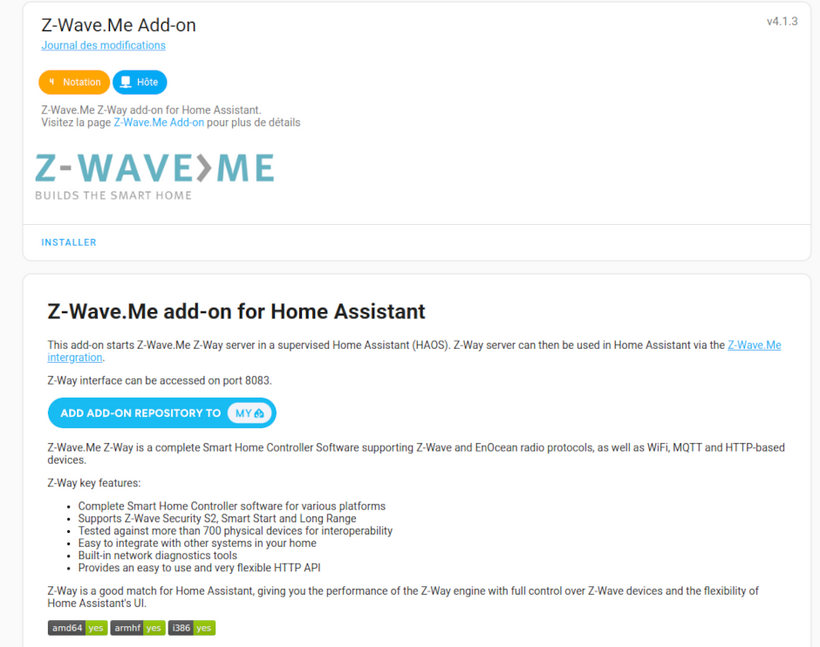 Z-Wave.Me Add-on
v4.1.3
Journal des modifications
4 Notation
Hôte
Z-Wave.Me Z-Way add-on for Home Assistant.
Visitez la page Z-Wave.Me Add-on pour plus de détails
Z-WAVE>ME
BUILDS THE SMART HOME
INSTALLER
Z-Wave.Me add-on for Home Assistant
This add-on starts Z-Wave.Me Z-Way server in a supervised Home Assistant (HAOS). Z-Way server can then be used in Home Assistant via the Z-Wave.Me
intergration.
Z-Way interface can be accessed on port 8083.
ADD ADD-ON REPOSITORY TO MY
Z-Wave.Me Z-Way is a complete Smart Home Controller Software supporting Z-Wave and EnOcean radio protocols, as well as WiFi, MQTT and HTTP-based
devices.
Z-Way key features:
• Complete Smart Home Controller software for various platforms
• Supports Z-Wave Security S2, Smart Start and Long Range
• Tested against more than 700 physical devices for interoperability
• Easy to integrate with other systems in your home
• Built-in network diagnostics tools
• Provides an easy to use and very flexible HTTP API
Z-Way is a good match for Home Assistant, giving you the performance of the Z-Way engine with full control over Z-Wave devices and the flexibility of
Home Assistant's UI.
amd64 yes armhf yes i386 yes